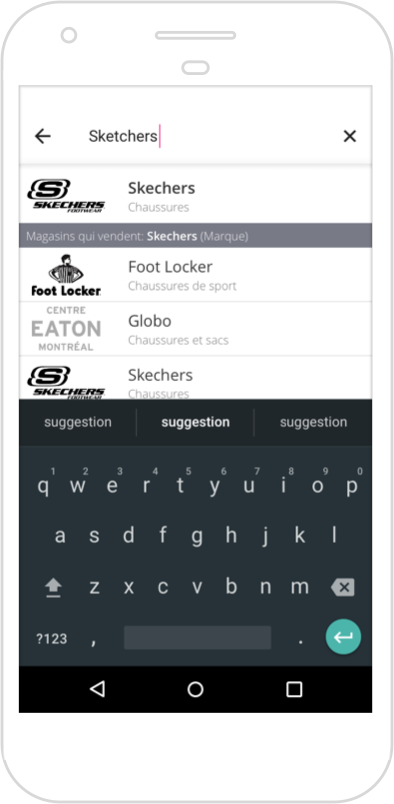 Sketchers
SKECHERS
FOOTWEAR
Skechers
Chaussures
Magasins qui vendent: Skechers (Marque)
Foot Locker
Foot Locker
Chaussures de sport
CENTRE
EATON
MONTRÉAL
Globo
Chaussures et sacs
SKECHERS
Skechers
Chaussures
suggestion suggestion suggestion
1 2 3 4 5 6 7 8 9 0
q w e r t y u i o p
a s d f g h j k l
z x c v b n m
?123 , .